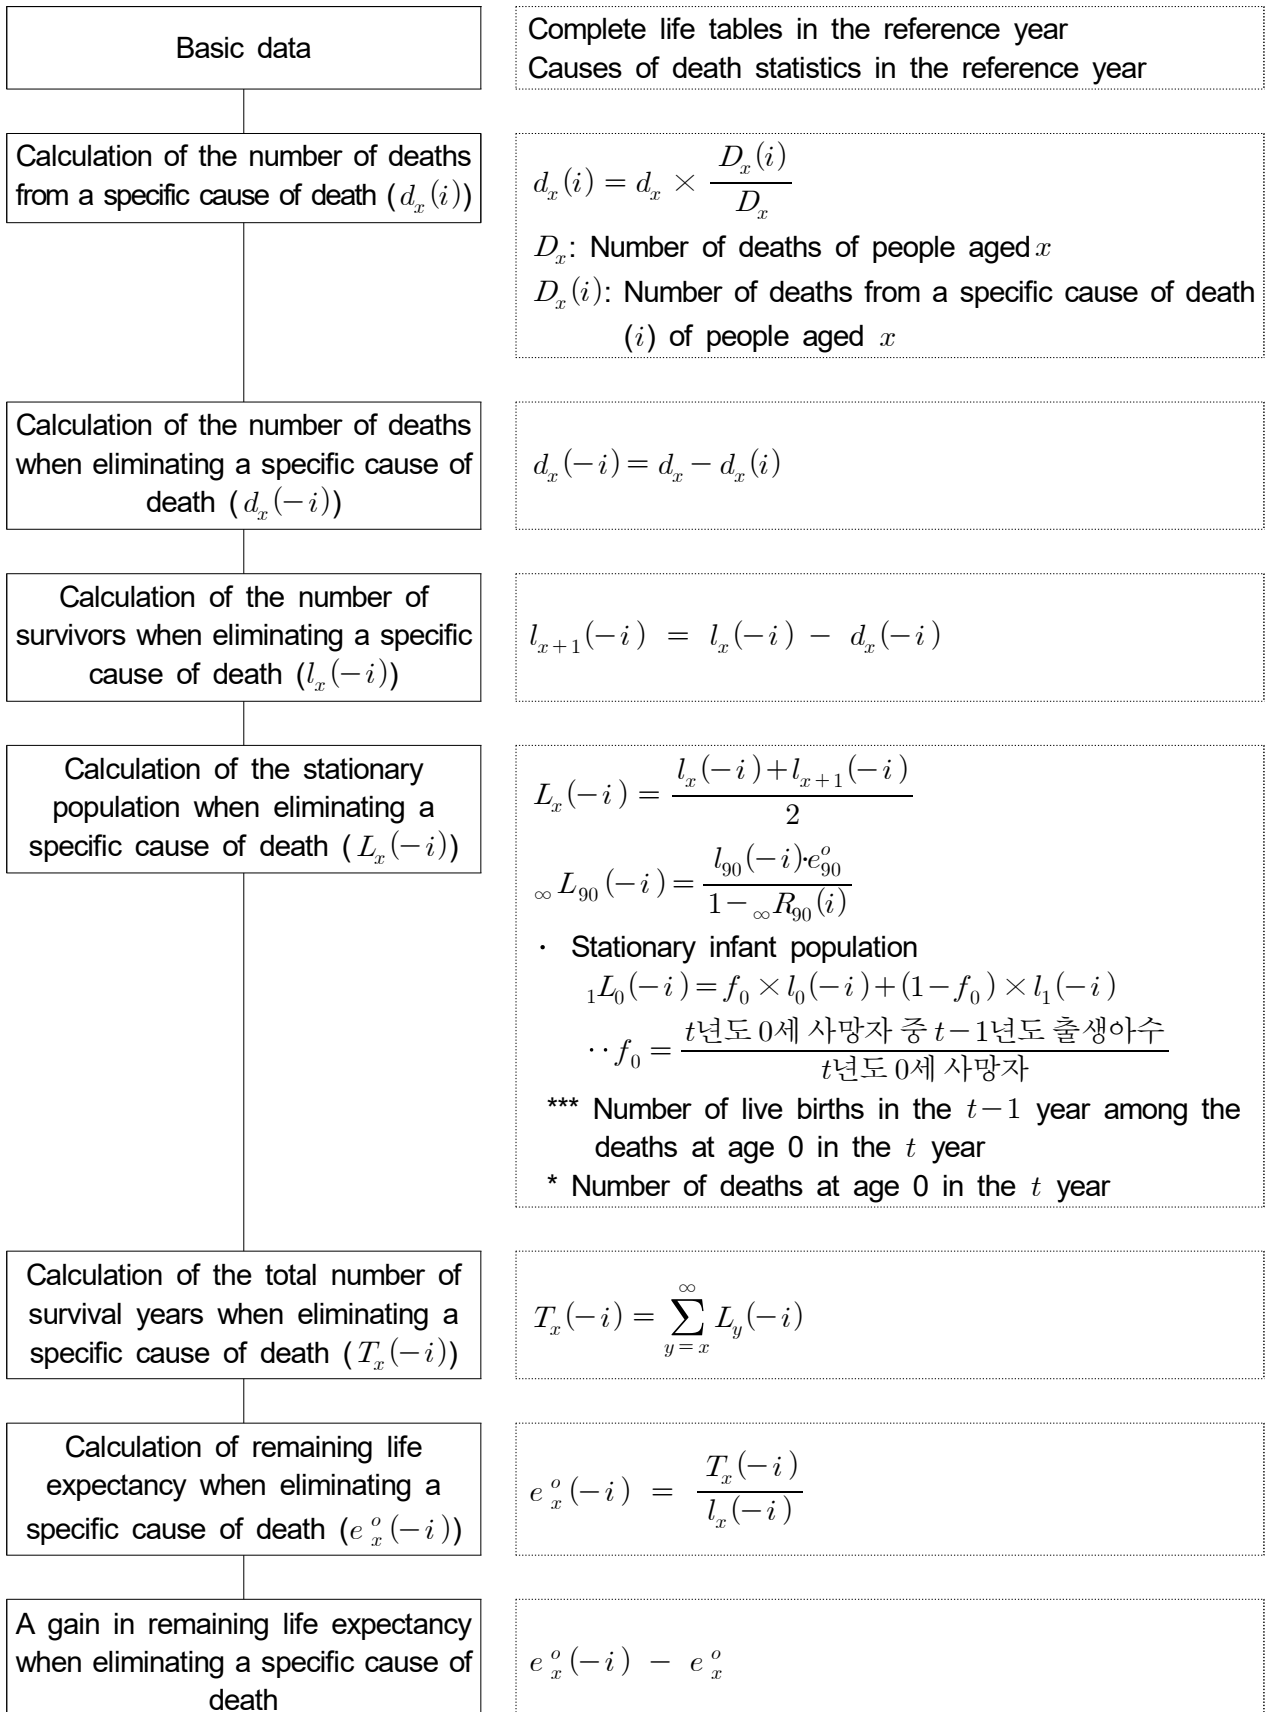 Basic data
Complete life tables in the reference year
Causes of death statistics in the reference year
Calculation of the number of deaths
from a specific cause of death (d_x(i))
d_x(i) = d_x × D_x(i) / D_x
D_x: Number of deaths of people aged x
D_x(i): Number of deaths from a specific cause of death
(i) of people aged x
Calculation of the number of deaths
when eliminating a specific cause of
death (d_x(−i))
d_x(−i) = d_x − d_x(i)
Calculation of the number of
survivors when eliminating a specific
cause of death (l_x(−i))
l_{x+1}(−i) = l_x(−i) − d_x(−i)
Calculation of the stationary
population when eliminating a
specific cause of death (L_x(−i))
L_x(−i) = l_x(−i)+l_{x+1}(−i) / 2
_∞L_90(−i) = l_90(−i)·e^o_90 / 1−_∞R_90(i)
· Stationary infant population
_1L_0(−i) = f_0 × l_0(−i)+(1−f_0) × l_1(−i)
·· f_0 = t년도 0세 사망자 중 t−1년도 출생아수 / t년도 0세 사망자
*** Number of live births in the t−1 year among the
deaths at age 0 in the t year
* Number of deaths at age 0 in the t year
Calculation of the total number of
survival years when eliminating a
specific cause of death (T_x(−i))
T_x(−i) = ∑_{y=x}^{∞} L_y(−i)
Calculation of remaining life
expectancy when eliminating a
specific cause of death (e^o_x(−i))
e^o_x(−i) = T_x(−i) / l_x(−i)
A gain in remaining life expectancy
when eliminating a specific cause of
death
e^o_x(−i) − e^o_x